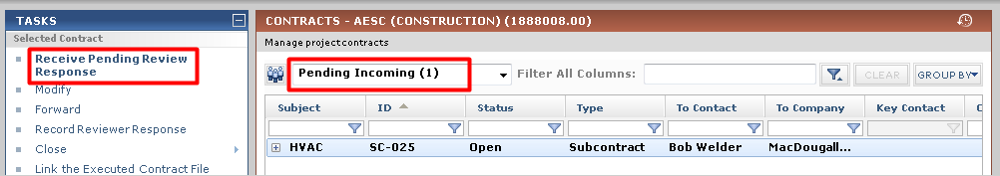 TASKS
Selected Contract
Receive Pending Review
Response
Modify
Forward
Record Reviewer Response
Close
Link the Executed Contract File
CONTRACTS - AESC (CONSTRUCTION) (1888008.00)
Manage project contracts
Pending Incoming (1) Filter All Columns: CLEAR GROUP BY
Subject ID Status Type To Contact To Company Key Contact C
HVAC SC-025 Open Subcontract Bob Welder MacDougall...